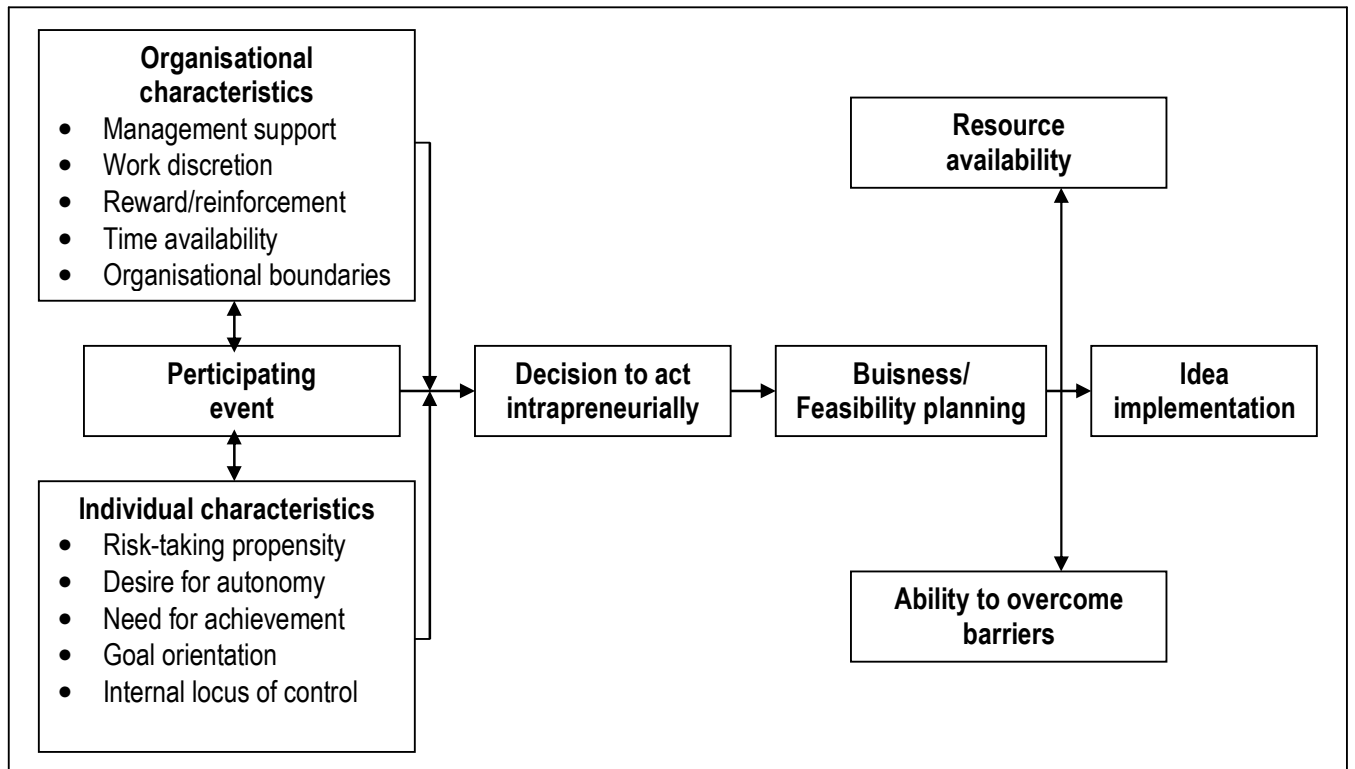 Organisational
characteristics
• Management support
• Work discretion
• Reward/reinforcement
• Time availability
• Organisational boundaries
Perticipating
event
Individual characteristics
• Risk-taking propensity
• Desire for autonomy
• Need for achievement
• Goal orientation
• Internal locus of control
Decision to act
intrapreneurially
Buisness/
Feasibility planning
Resource
availability
Idea
implementation
Ability to overcome
barriers